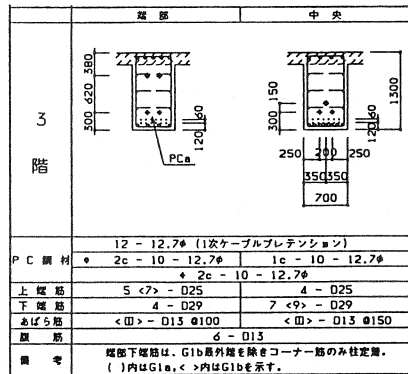 端部 中央
3階
380
620
300
120
60
PCa
150
300
120
60
1300
250 200 250
350 350
700
12 - 12.7φ (1次ケーブルプレテンション)
PC鋼材 ♦ 2c - 10 - 12.7φ 1c - 10 - 12.7φ
♦ 2c - 10 - 12.7φ
上端筋 5 <7> - D25 4 - D25
下端筋 4 - D29 7 <9> - D29
あばら筋 <▥> - D13 @100 <▥> - D13 @150
腹筋 6 - D13
備考 端部下端筋は、G1b最外端を除きコーナー筋のみ柱定着。
( )内はG1a,< >内はG1bを示す。